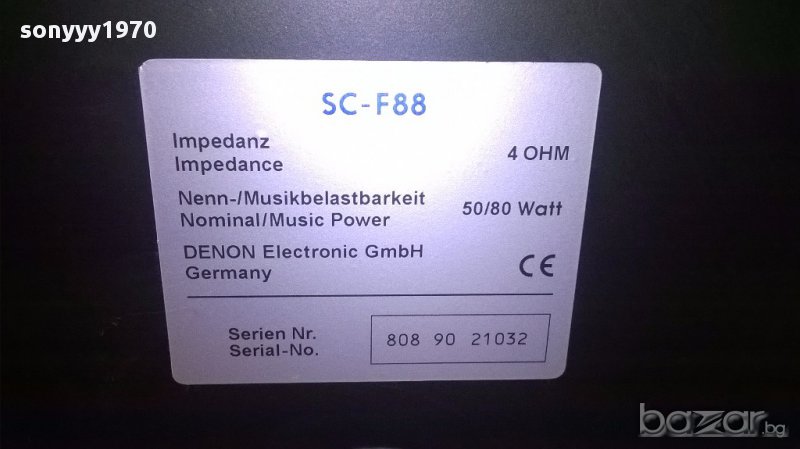 sonyyy1970
SC-F88
Impedanz
Impedance
4 OHM
Nenn-/Musikbelastbarkeit
Nominal/Music Power
50/80 Watt
DENON Electronic GmbH
Germany
CE
Serien Nr.
Serial-No.
808 90 21032
bazar.bg